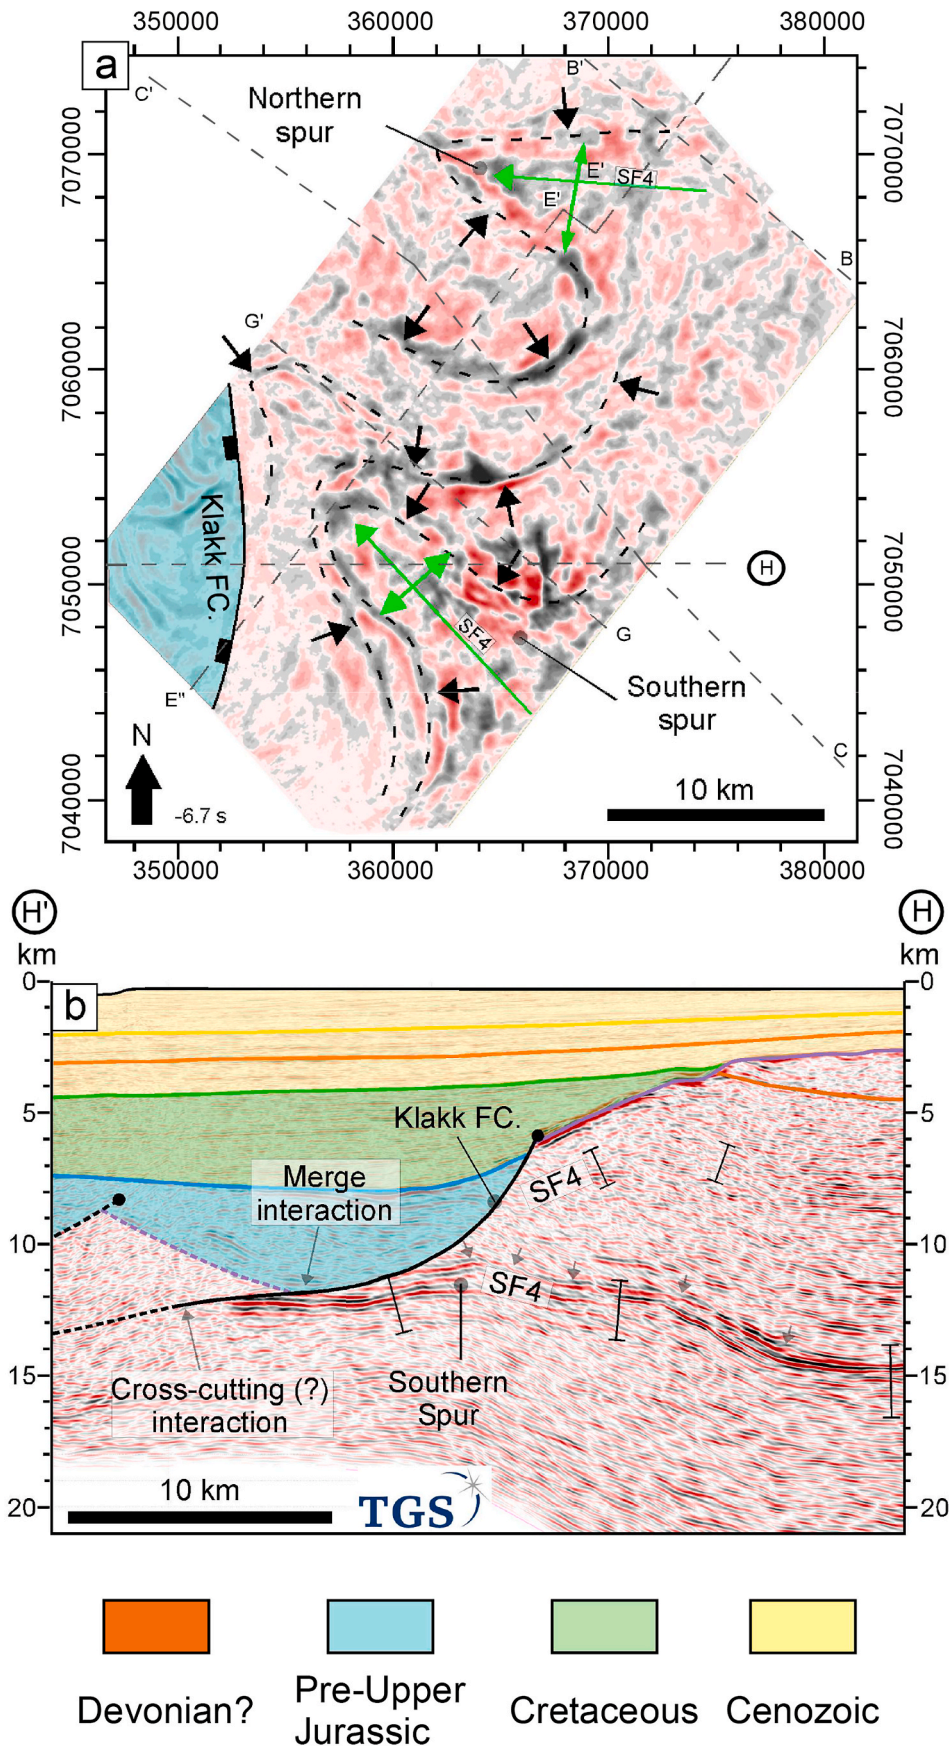 350000 360000 370000 380000
a
C'
B'
Northern
spur
7070000
7070000
E'
SF4
E'
B
G'
7060000
7060000
Klakk FC.
7050000
7050000
H
SF4
G
E"
Southern
spur
N
C
-6.7 s
10 km
7040000
7040000
350000 360000 370000 380000
H' H
km km
0 0
b
5 5
Klakk FC.
Merge
interaction
SF4
10 10
SF4
15 15
Cross-cutting (?)
interaction
Southern
Spur
10 km
TGS
20 20
Devonian?
Pre-Upper
Jurassic
Cretaceous
Cenozoic